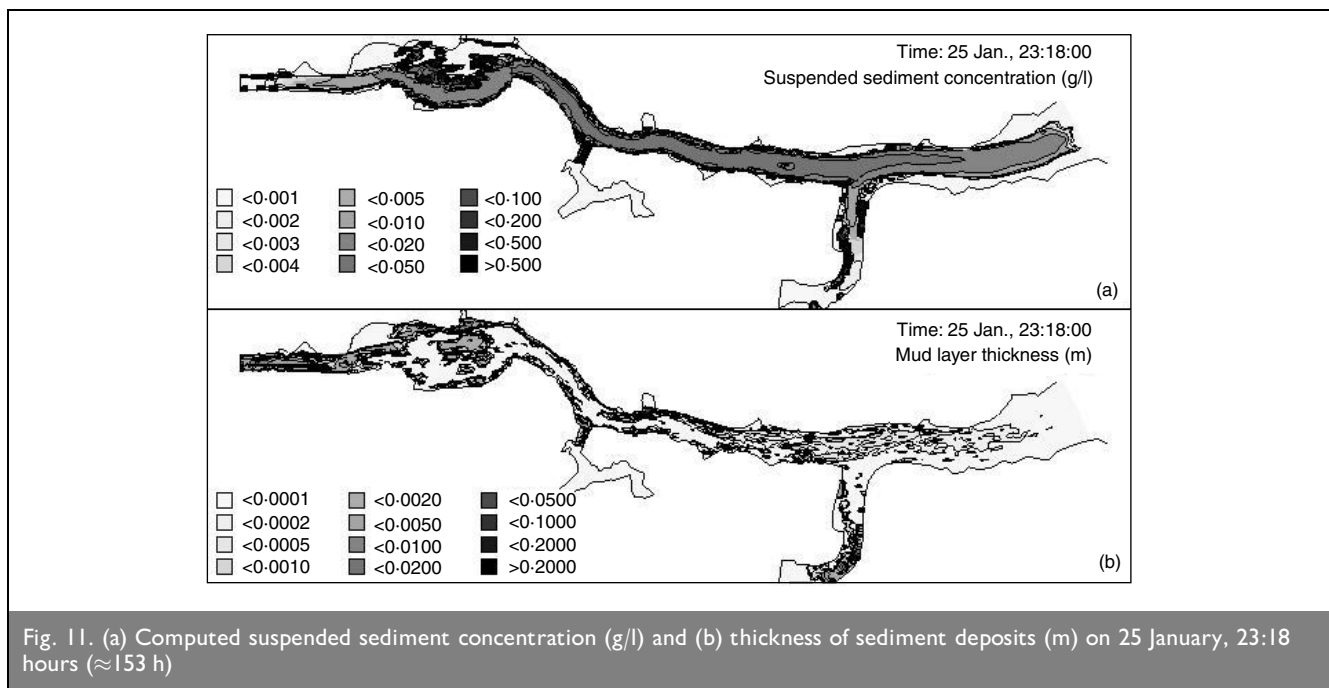 Time: 25 Jan., 23:18:00
Suspended sediment concentration (g/l)
<0·001 <0·005 <0·100
<0·002 <0·010 <0·200
<0·003 <0·020 <0·500
<0·004 <0·050 >0·500
(a)
Time: 25 Jan., 23:18:00
Mud layer thickness (m)
<0·0001 <0·0020 <0·0500
<0·0002 <0·0050 <0·1000
<0·0005 <0·0100 <0·2000
<0·0010 <0·0200 >0·2000
(b)
Fig. 11. (a) Computed suspended sediment concentration (g/l) and (b) thickness of sediment deposits (m) on 25 January, 23:18
hours (≈153 h)